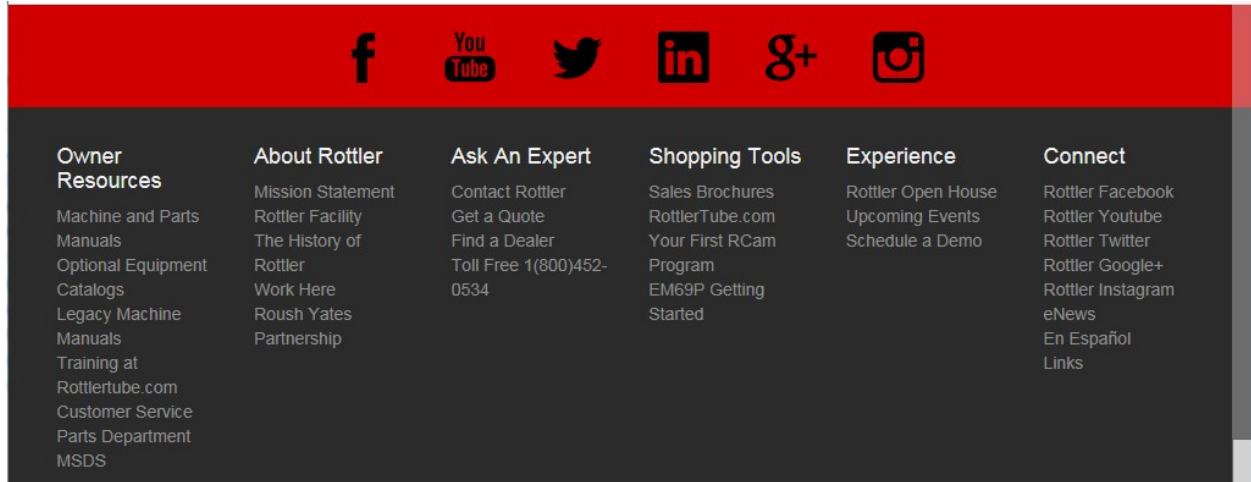 f
You
Tube
in
g+
Owner
Resources
Machine and Parts
Manuals
Optional Equipment
Catalogs
Legacy Machine
Manuals
Training at
Rottlertube.com
Customer Service
Parts Department
MSDS
About Rottler
Mission Statement
Rottler Facility
The History of
Rottler
Work Here
Roush Yates
Partnership
Ask An Expert
Contact Rottler
Get a Quote
Find a Dealer
Toll Free 1(800)452-
0534
Shopping Tools
Sales Brochures
RottlerTube.com
Your First RCam
Program
EM69P Getting
Started
Experience
Rottler Open House
Upcoming Events
Schedule a Demo
Connect
Rottler Facebook
Rottler Youtube
Rottler Twitter
Rottler Google+
Rottler Instagram
eNews
En Español
Links